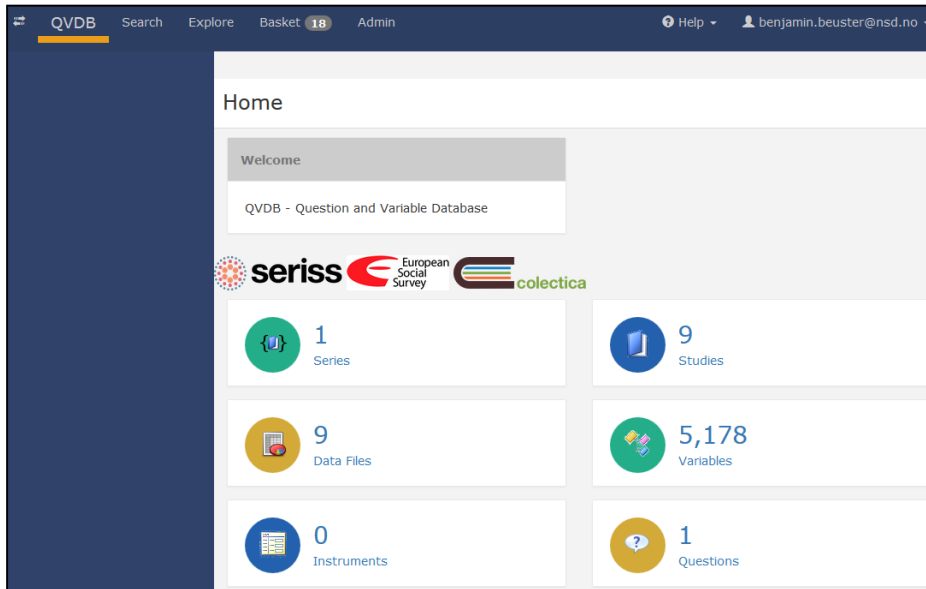 QVDB Search Explore Basket 18 Admin Help benjamin.beuster@nsd.no
Home
Welcome
QVDB - Question and Variable Database
seriss
European
Social
Survey
colectica
1
Series
9
Studies
9
Data Files
5,178
Variables
0
Instruments
1
Questions